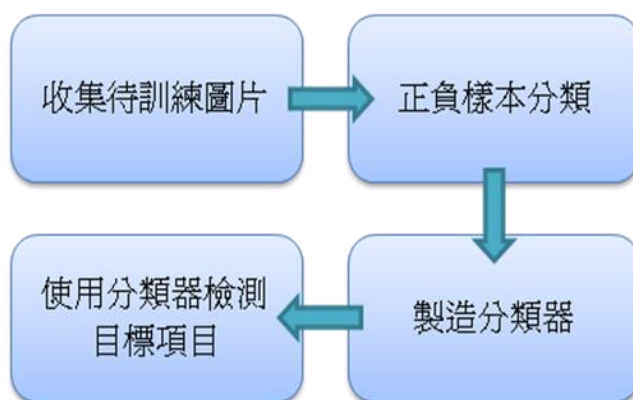 收集待訓練圖片
正負樣本分類
製造分類器
使用分類器檢測
目標項目